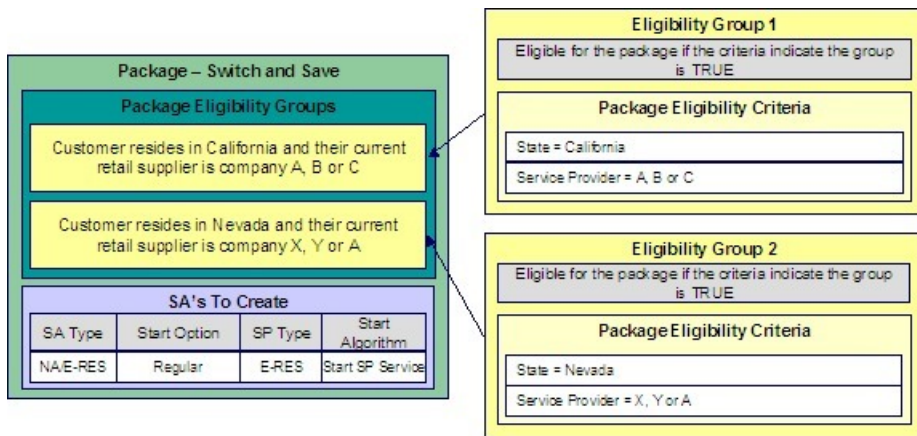 Package – Switch and Save
Package Eligibility Groups
Customer resides in California and their current
retail supplier is company A, B or C
Customer resides in Nevada and their current
retail supplier is company X, Y or A
SA's To Create
SA Type
Start Option
SP Type
Start
Algorithm
NA/E-RES
Regular
E-RES
Start SP Service
Eligibility Group 1
Eligible for the package if the criteria indicate the group
is TRUE
Package Eligibility Criteria
State = California
Service Provider = A, B or C
Eligibility Group 2
Eligible for the package if the criteria indicate the group
is TRUE
Package Eligibility Criteria
State = Nevada
Service Provider = X, Y or A